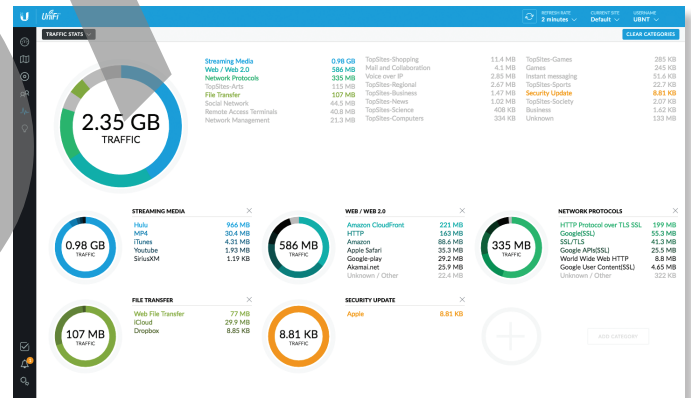 UniFi
REFRESH RATE
2 minutes
CURRENT SITE
Default
USERNAME
UBNT
TRAFFIC STATS
CLEAR CATEGORIES
2.35 GB
TRAFFIC
Streaming Media 0.98 GB
Web / Web 2.0 586 MB
Network Protocols 335 MB
TopSites-Arts 115 MB
File Transfer 107 MB
Social Network 44.5 MB
Remote Access Terminals 40.8 MB
Network Management 21.3 MB
TopSites-Shopping 11.4 MB
Mail and Collaboration 4.1 MB
Voice over IP 2.85 MB
TopSites-Regional 2.67 MB
TopSites-Business 1.47 MB
TopSites-News 1.02 MB
TopSites-Science 408 KB
TopSites-Computers 334 KB
TopSites-Games 285 KB
Games 245 KB
Instant messaging 51.6 KB
TopSites-Sports 22.7 KB
Security Update 8.81 KB
TopSites-Society 2.07 KB
Business 1.62 KB
Unknown 133 MB
STREAMING MEDIA
0.98 GB
TRAFFIC
Hulu 966 MB
MP4 30.4 MB
iTunes 4.31 MB
Youtube 1.93 MB
SiriusXM 1.19 KB
WEB / WEB 2.0
586 MB
TRAFFIC
Amazon CloudFront 221 MB
HTTP 163 MB
Amazon 88.6 MB
Apple Safari 35.3 MB
Google-play 29.2 MB
Akamai.net 25.9 MB
Unknown / Other 22.4 MB
NETWORK PROTOCOLS
335 MB
TRAFFIC
HTTP Protocol over TLS SSL 199 MB
Google(SSL) 55.3 MB
SSL/TLS 41.3 MB
Google APIs(SSL) 25.5 MB
World Wide Web HTTP 8.8 MB
Google User Content(SSL) 4.65 MB
Unknown / Other 322 KB
FILE TRANSFER
107 MB
TRAFFIC
Web File Transfer 77 MB
iCloud 29.9 MB
Dropbox 8.85 KB
SECURITY UPDATE
8.81 KB
TRAFFIC
Apple 8.81 KB
ADD CATEGORY